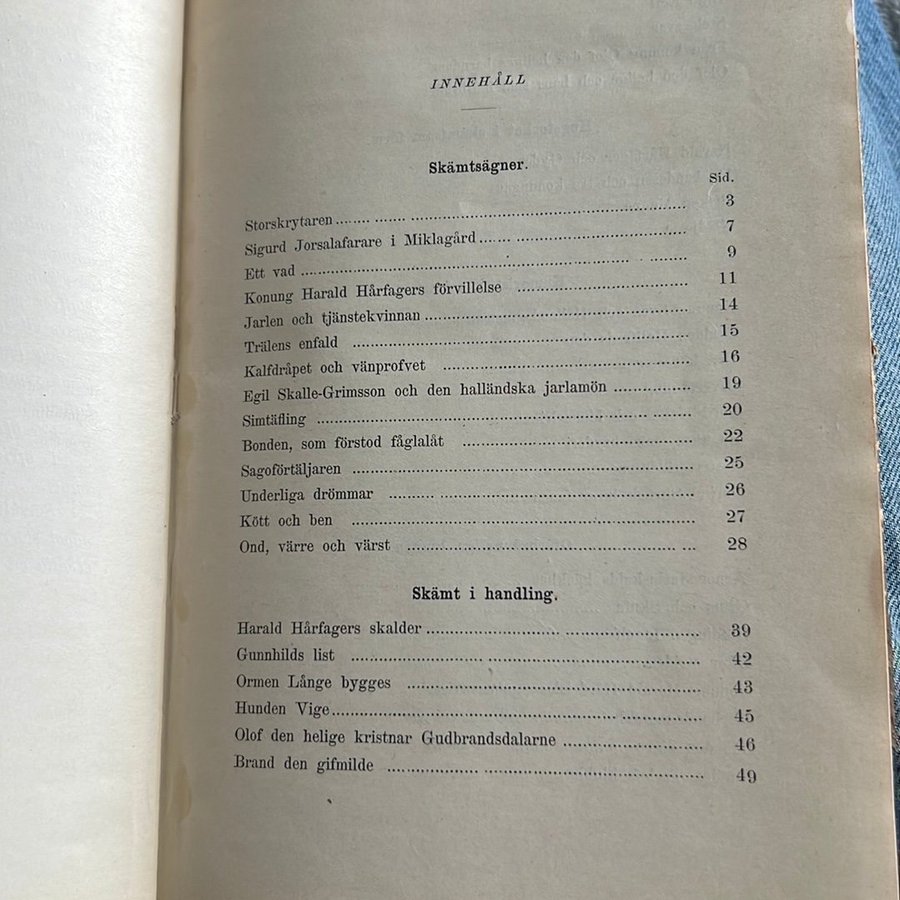 INNEHÅLL
Skämtsägner.
Sid.
Storskrytaren ........ ....... ................................................. 3
Sigurd Jorsalafarare i Miklagård ....... ................................... 7
Ett vad ................................................................ ......... 9
Konung Harald Hårfagers förvillelse ........................................ 11
Jarlen och tjänstekvinnan ................................................... 14
Trälens enfald ................................................................ 15
Kalfdråpet och vänprofvet .................................................. 16
Egil Skalle-Grimsson och den halländska jarlamön ................ 19
Simtäfling ................................................................ ......... 20
Bonden, som förstod fåglalåt ............................................... 22
Sagoförtäljaren ................................................................ 25
Underliga drömmar ........................................................... 26
Kött och ben ................................................................ 27
Ond, värre och värst ........................................................ ... 28
Skämt i handling.
Harald Hårfagers skalder .................................................... 39
Gunnhilds list ................................................................ 42
Ormen Långe bygges ........................................................ 43
Hunden Vige ................................................................ 45
Olof den helige kristnar Gudbrandsdalarne ............................ 46
Brand den gifmilde ........................................................... 49